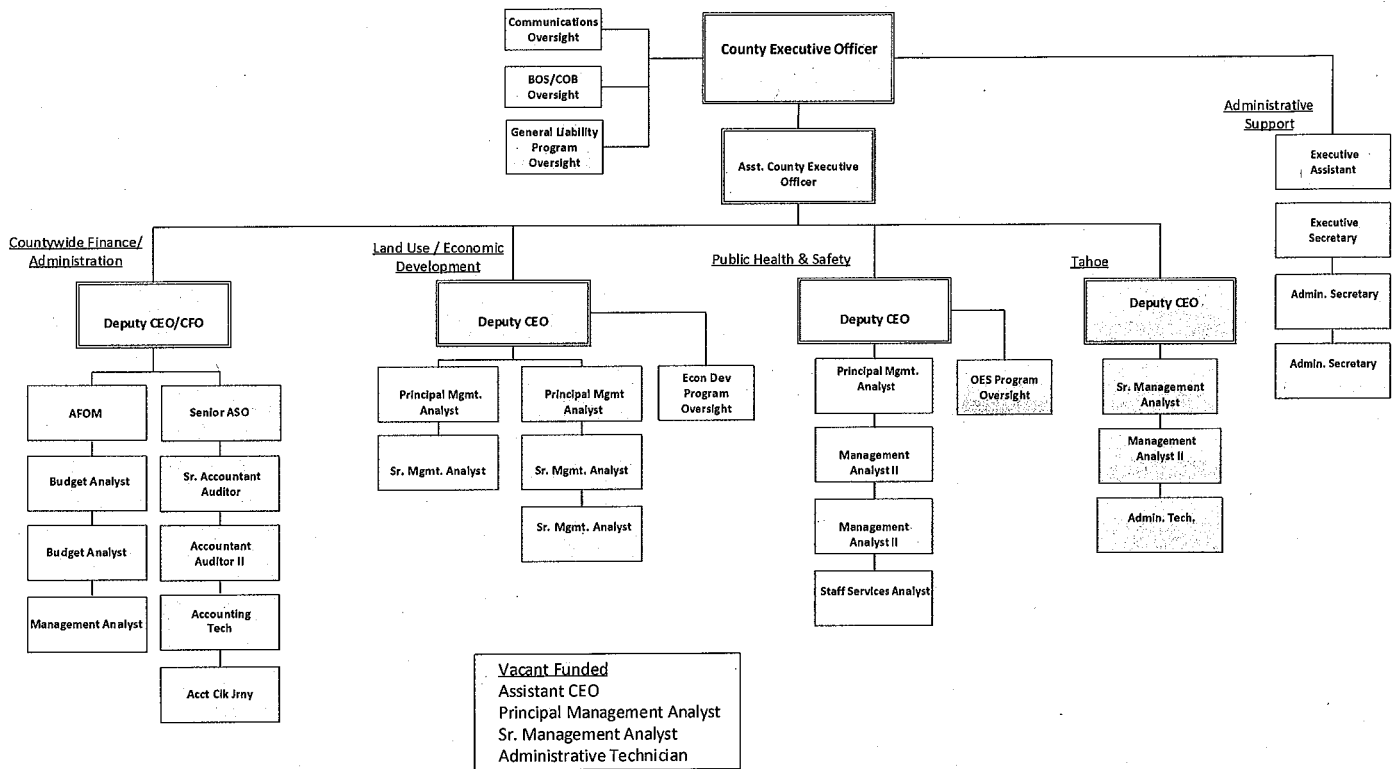 Communications
Oversight
BOS/COB
Oversight
General Liability
Program
Oversight
County Executive Officer
Asst. County Executive
Officer
Administrative
Support
Executive
Assistant
Executive
Secretary
Admin. Secretary
Admin. Secretary
Countywide Finance/
Administration
Deputy CEO/CFO
AFOM
Budget Analyst
Budget Analyst
Management Analyst
Senior ASO
Sr. Accountant
Auditor
Accountant
Auditor II
Accounting
Tech
Acct Clk Jrny
Land Use / Economic
Development
Deputy CEO
Principal Mgmt.
Analyst
Sr. Mgmt. Analyst
Principal Mgmt
Analyst
Sr. Mgmt. Analyst
Sr. Mgmt. Analyst
Econ Dev
Program
Oversight
Public Health & Safety
Deputy CEO
Principal Mgmt.
Analyst
Management
Analyst II
Management
Analyst II
Staff Services Analyst
OES Program
Oversight
Tahoe
Deputy CEO
Sr. Management
Analyst
Management
Analyst II
Admin. Tech.
Vacant Funded
Assistant CEO
Principal Management Analyst
Sr. Management Analyst
Administrative Technician